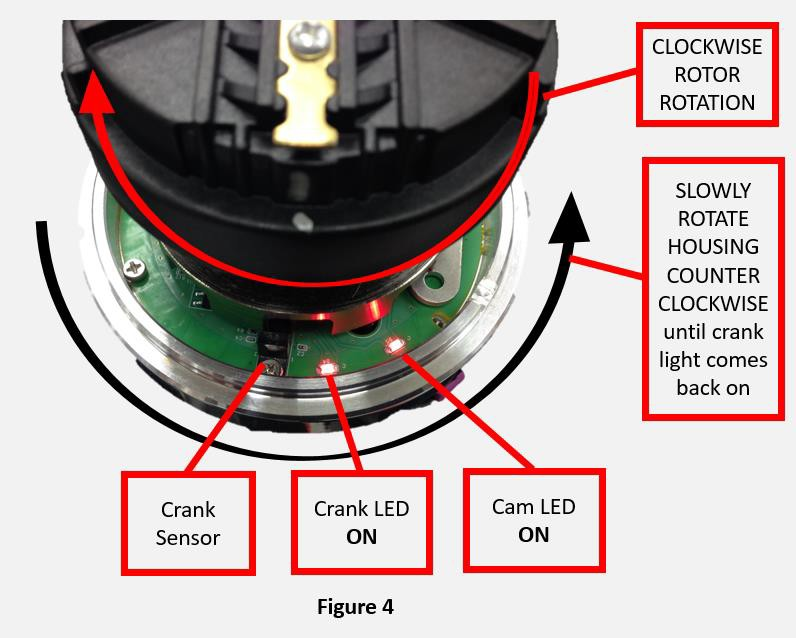 CLOCKWISE
ROTOR
ROTATION
SLOWLY
ROTATE
HOUSING
COUNTER
CLOCKWISE
until crank
light comes
back on
Crank
Sensor
Crank LED
ON
Cam LED
ON
Figure 4